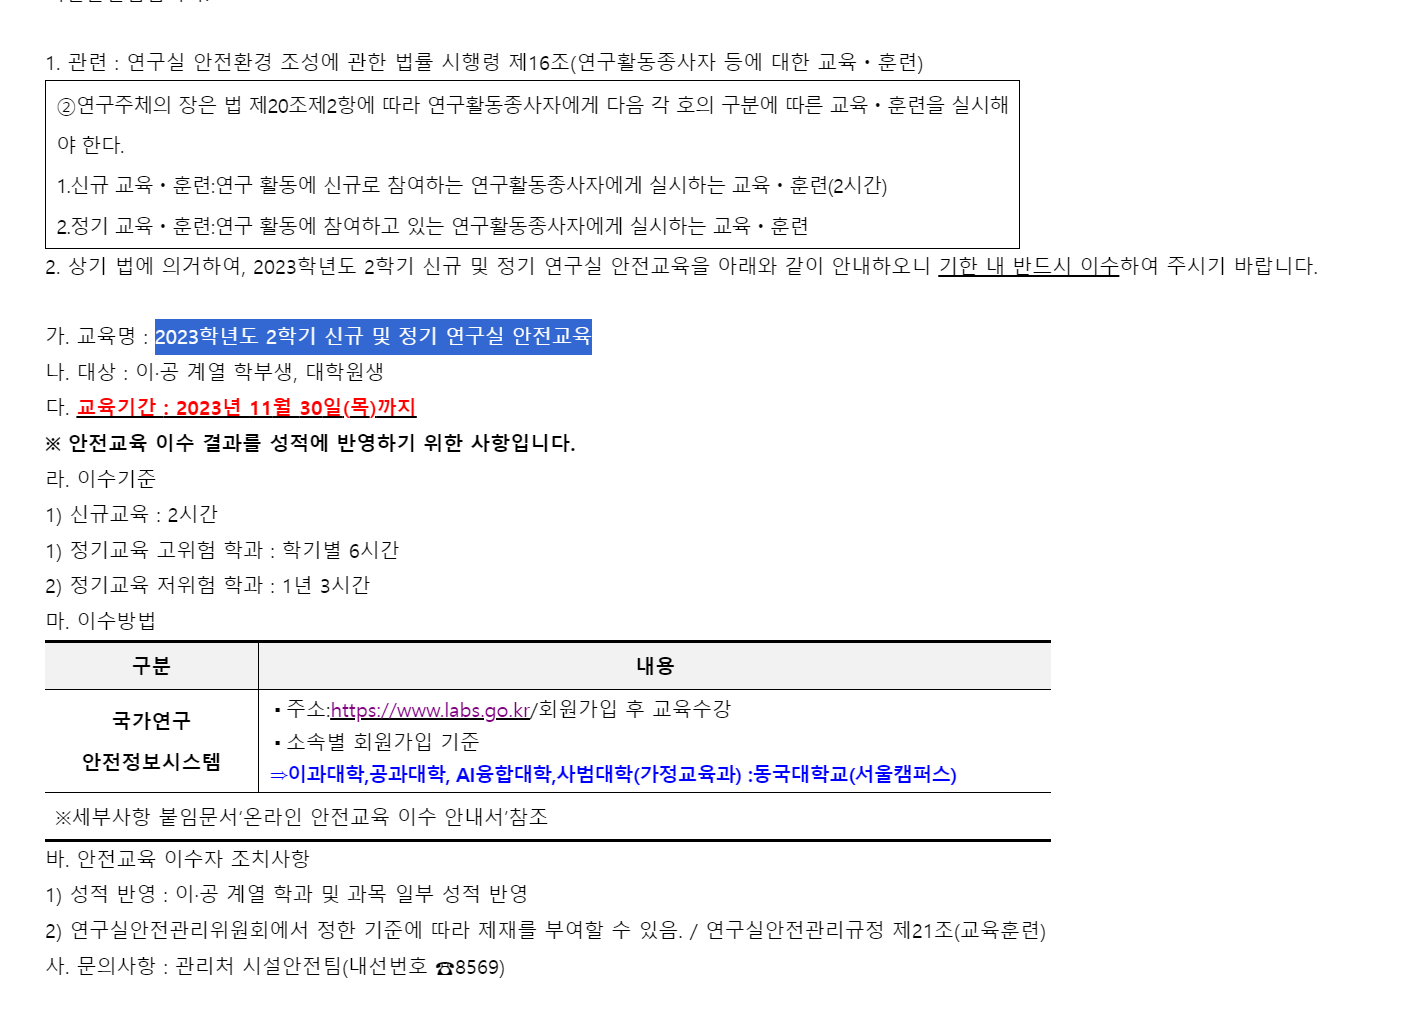 1. 관련 : 연구실 안전환경 조성에 관한 법률 시행령 제16조(연구활동종사자 등에 대한 교육・훈련)
②연구주체의 장은 법 제20조제2항에 따라 연구활동종사자에게 다음 각 호의 구분에 따른 교육・훈련을 실시해
야 한다.
1.신규 교육・훈련:연구 활동에 신규로 참여하는 연구활동종사자에게 실시하는 교육・훈련(2시간)
2.정기 교육・훈련:연구 활동에 참여하고 있는 연구활동종사자에게 실시하는 교육・훈련
2. 상기 법에 의거하여, 2023학년도 2학기 신규 및 정기 연구실 안전교육을 아래와 같이 안내하오니 기한 내 반드시 이수하여 주시기 바랍니다.
가. 교육명 : 2023학년도 2학기 신규 및 정기 연구실 안전교육
나. 대상 : 이·공 계열 학부생, 대학원생
다. 교육기간 : 2023년 11월 30일(목)까지
※ 안전교육 이수 결과를 성적에 반영하기 위한 사항입니다.
라. 이수기준
1) 신규교육 : 2시간
1) 정기교육 고위험 학과 : 학기별 6시간
2) 정기교육 저위험 학과 : 1년 3시간
마. 이수방법
구분 내용
국가연구
안전정보시스템
▪주소:https://www.labs.go.kr/회원가입 후 교육수강
▪소속별 회원가입 기준
⇒이과대학,공과대학, AI융합대학,사범대학(가정교육과) :동국대학교(서울캠퍼스)
※세부사항 붙임문서‘온라인 안전교육 이수 안내서’참조
바. 안전교육 이수자 조치사항
1) 성적 반영 : 이·공 계열 학과 및 과목 일부 성적 반영
2) 연구실안전관리위원회에서 정한 기준에 따라 제재를 부여할 수 있음. / 연구실안전관리규정 제21조(교육훈련)
사. 문의사항 : 관리처 시설안전팀(내선번호 ☎8569)